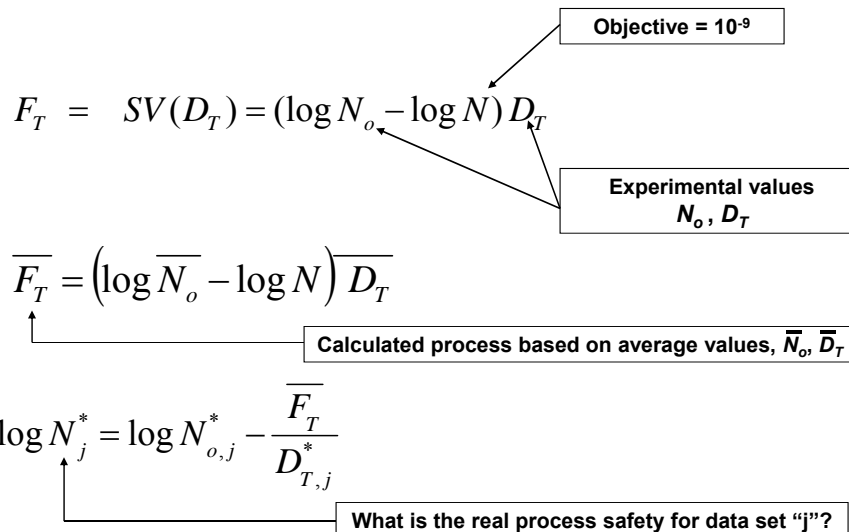 Objective = 10⁻⁹
F_T = SV(D_T) = (log N_o − log N) D_T
Experimental values
N_o , D_T
F̅_T̅ = (log N̅_o̅ − log N) D̅_T̅
Calculated process based on average values, N̅_o, D̅_T
log N*_j = log N*_{o,j} − F̅_T̅ / D*_{T,j}
What is the real process safety for data set “j”?